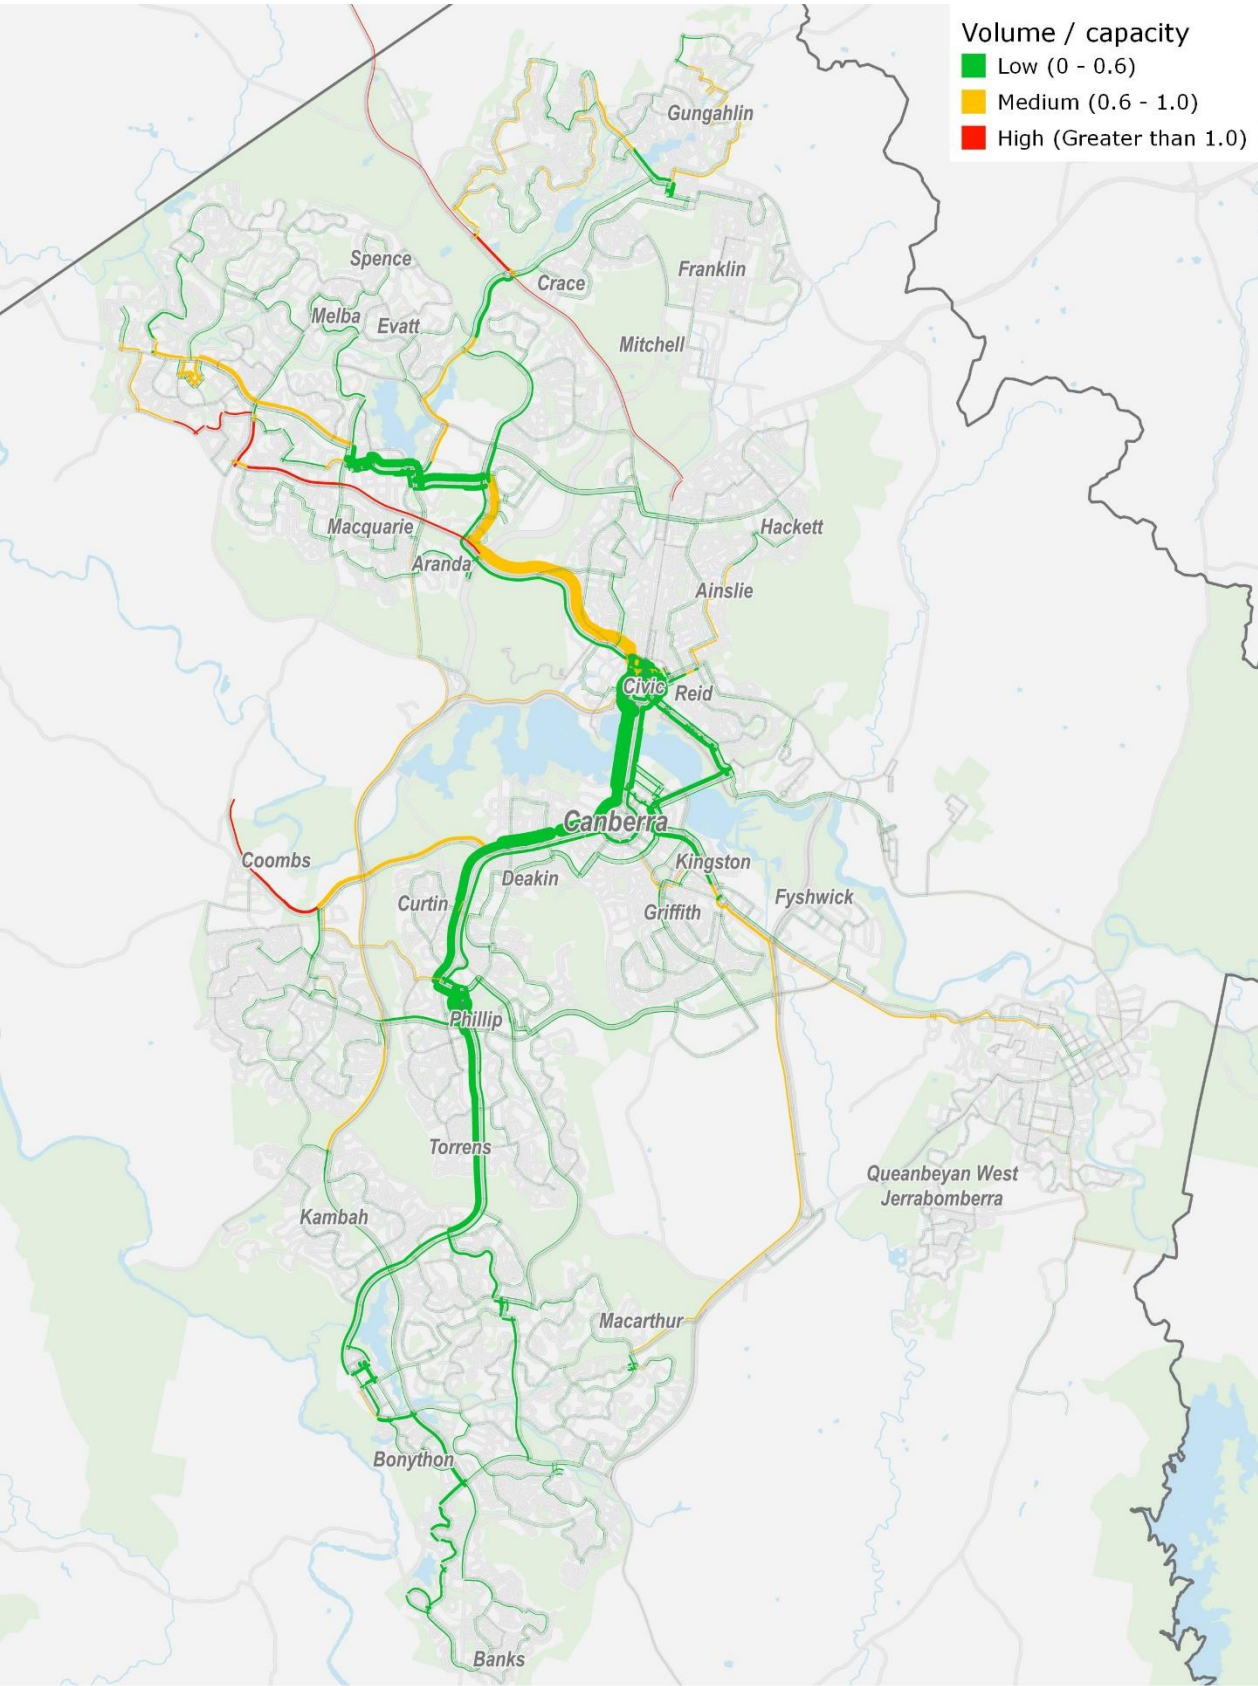 Volume / capacity
Low (0 - 0.6)
Medium (0.6 - 1.0)
High (Greater than 1.0)
Gungahlin
Spence
Crace
Franklin
Melba
Evatt
Mitchell
Macquarie
Hackett
Aranda
Ainslie
Civic
Reid
Canberra
Coombs
Kingston
Deakin
Curtin
Griffith
Fyshwick
Phillip
Torrens
Queanbeyan West
Jerrabomberra
Kambah
Macarthur
Bonython
Banks